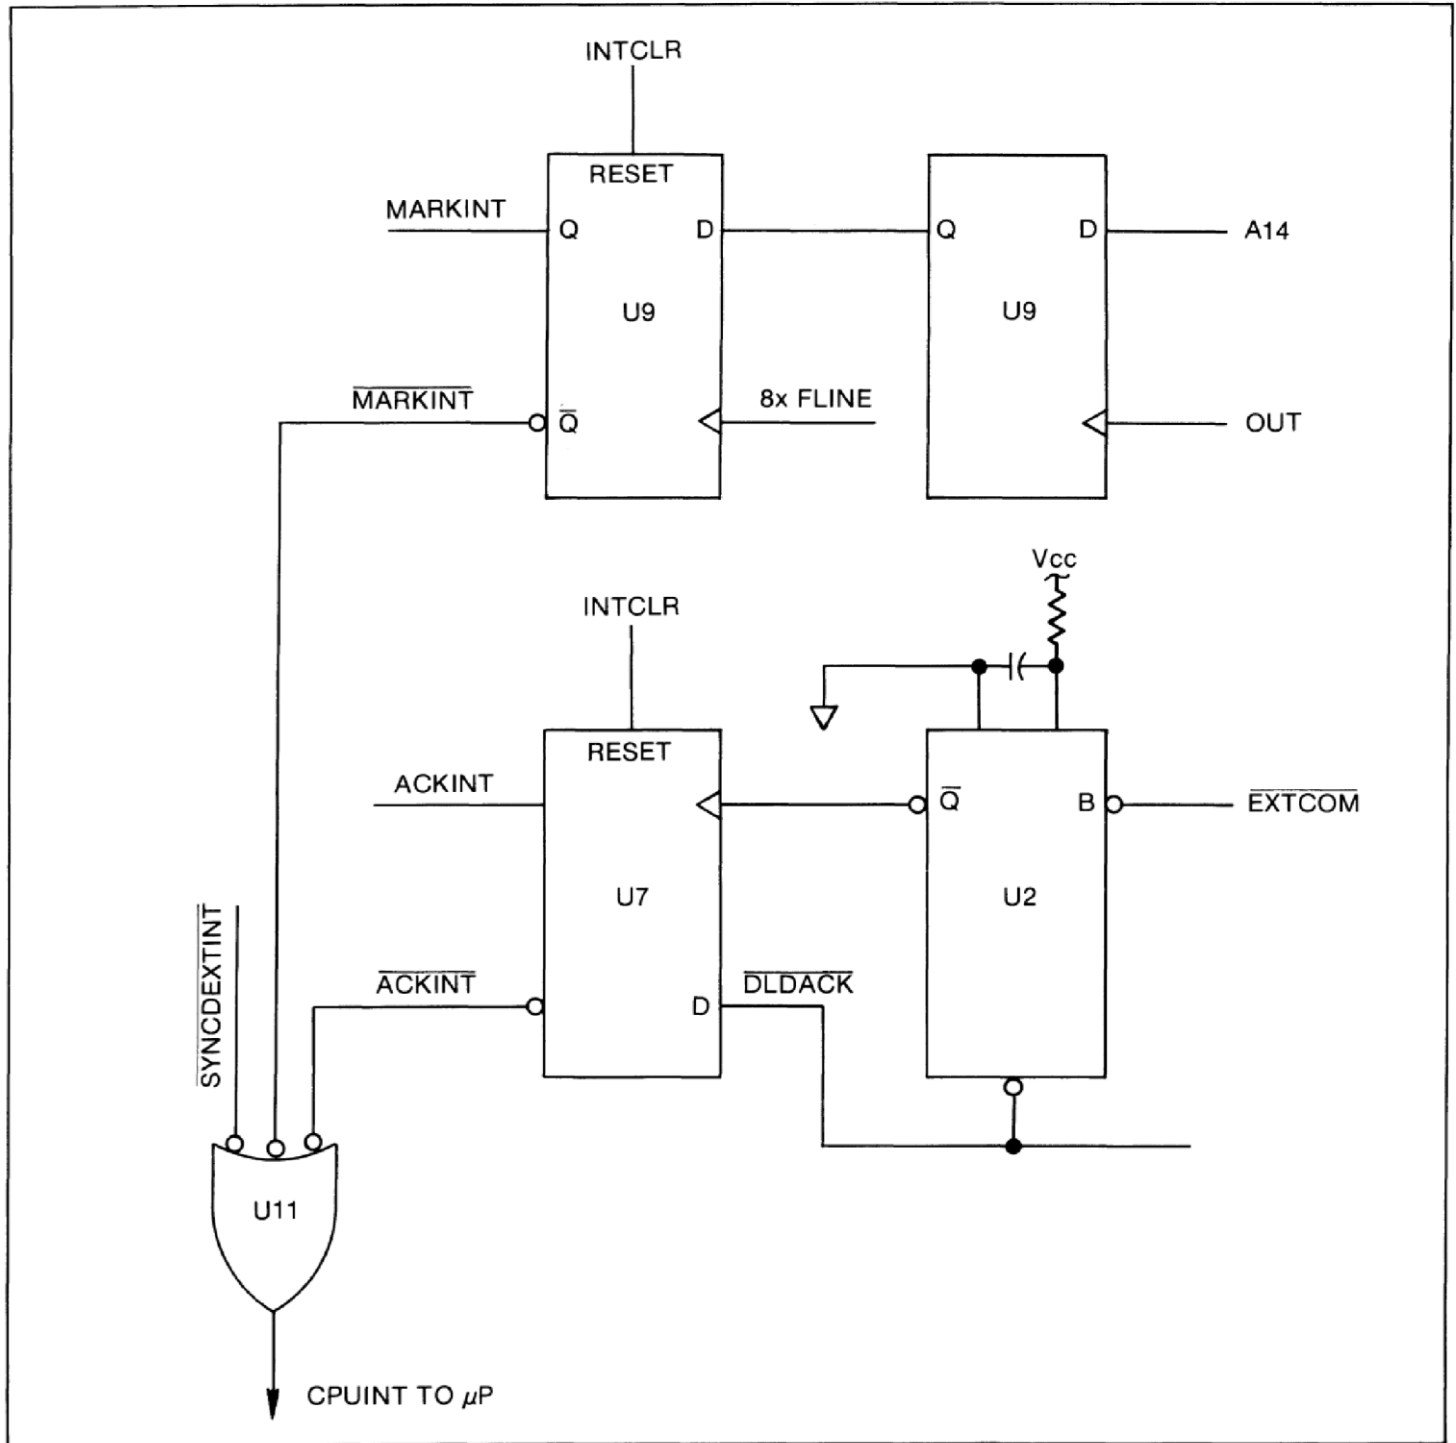 INTCLR
RESET
MARKINT
Q
D
Q
D
A14
U9
U9
MARKINT
Q̅
8x FLINE
OUT
Vcc
INTCLR
RESET
ACKINT
Q̅
B
EXTCOM
U7
U2
SYNCDEXTINT
ACKINT
D
DLDACK
U11
CPUINT TO µP